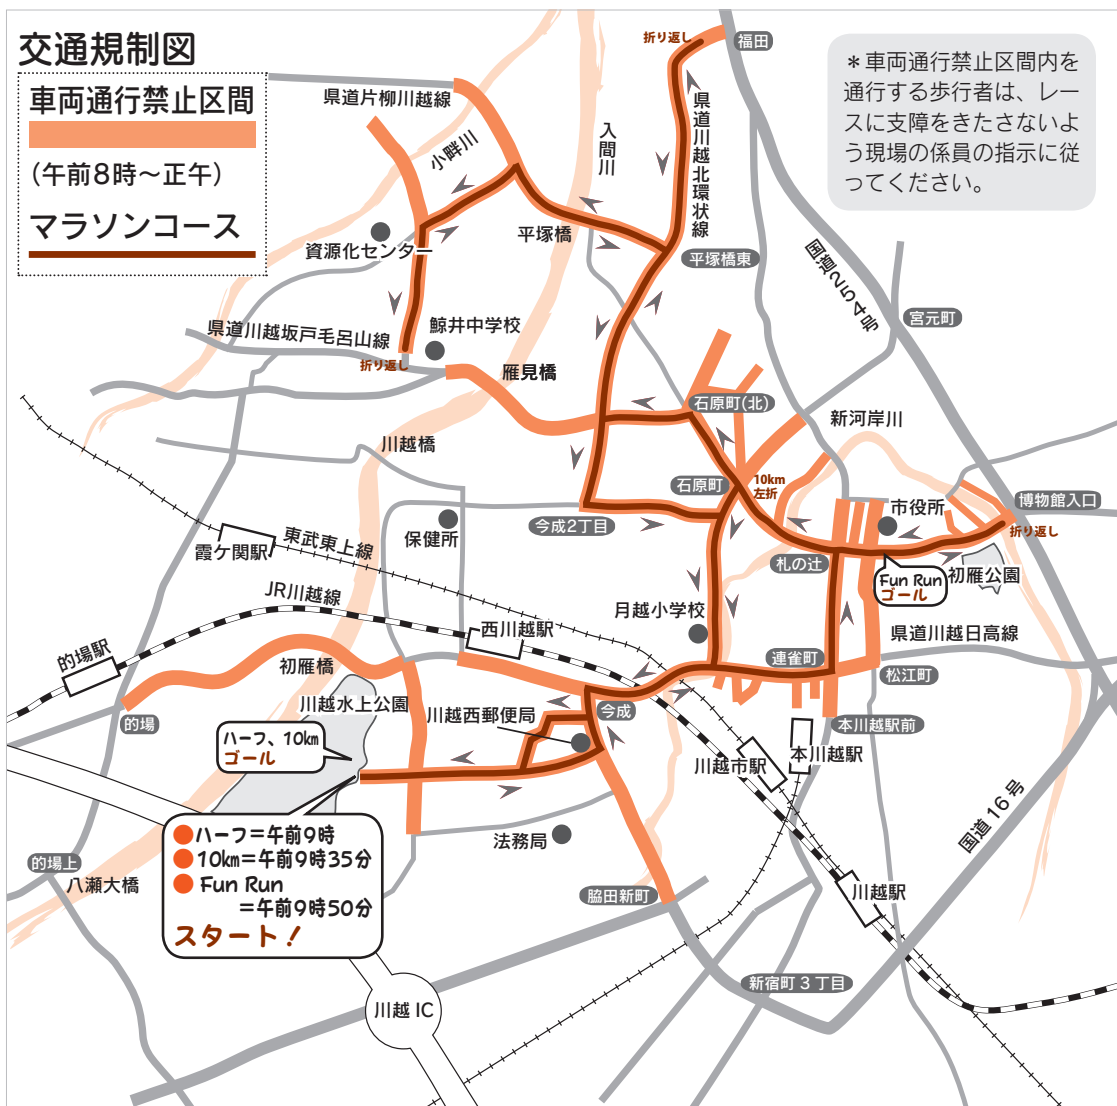 交通規制図
車両通行禁止区間
(午前8時〜正午)
マラソンコース
＊車両通行禁止区間内を
通行する歩行者は、レー
スに支障をきたさないよ
う現場の係員の指示に従
ってください。
折り返し
福田
県道片柳川越線
小畔川
入間川
県道川越北環状線
平塚橋
平塚橋東
国道254号
宮元町
資源化センター
県道川越坂戸毛呂山線
鯨井中学校
折り返し
雁見橋
石原町(北)
新河岸川
川越橋
石原町
10km
左折
博物館入口
折り返し
市役所
今成2丁目
保健所
東武東上線
霞ケ関駅
札の辻
Fun Run
ゴール
初雁公園
JR川越線
月越小学校
西川越駅
県道川越日高線
的場駅
初雁橋
連雀町
松江町
川越水上公園
川越西郵便局
今成
的場
本川越駅前
ハーフ、10km
ゴール
川越市駅
本川越駅
国道16号
ハーフ＝午前9時
10km＝午前9時35分
Fun Run
＝午前9時50分
スタート！
法務局
的場上
八瀬大橋
脇田新町
川越駅
新宿町3丁目
川越IC